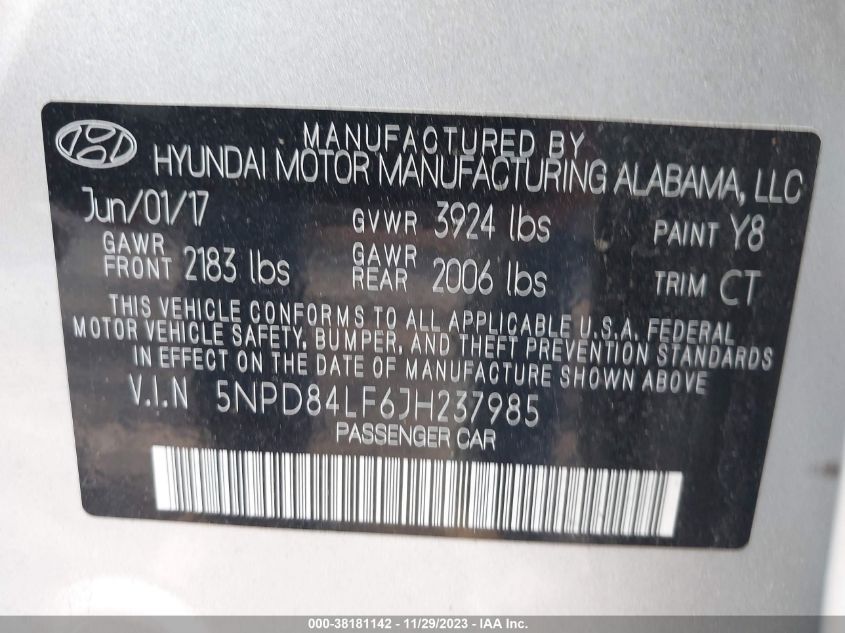 MANUFACTURED BY
HYUNDAI MOTOR MANUFACTURING ALABAMA, LLC
Jun/01/17 GVWR 3924 lbs PAINT Y8
GAWR FRONT 2183 lbs GAWR REAR 2006 lbs TRIM CT
THIS VEHICLE CONFORMS TO ALL APPLICABLE U.S.A. FEDERAL
MOTOR VEHICLE SAFETY, BUMPER, AND THEFT PREVENTION STANDARDS
IN EFFECT ON THE DATE OF MANUFACTURE SHOWN ABOVE
V.I.N 5NPD84LF6JH237985
PASSENGER CAR
000-38181142 - 11/29/2023 - IAA Inc.